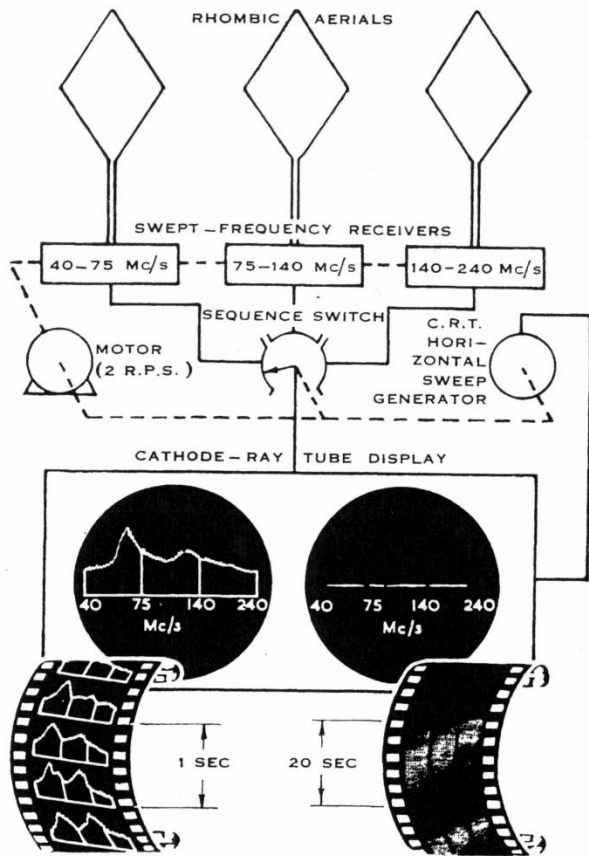 RHOMBIC AERIALS
SWEPT-FREQUENCY RECEIVERS
40-75 Mc/s
75-140 Mc/s
140-240 Mc/s
SEQUENCE SWITCH
MOTOR
(2 R.P.S.)
C.R.T.
HORI-
ZONTAL
SWEEP
GENERATOR
CATHODE-RAY TUBE DISPLAY
40 75 140 240
Mc/s
40 75 140 240
Mc/s
1 SEC
20 SEC